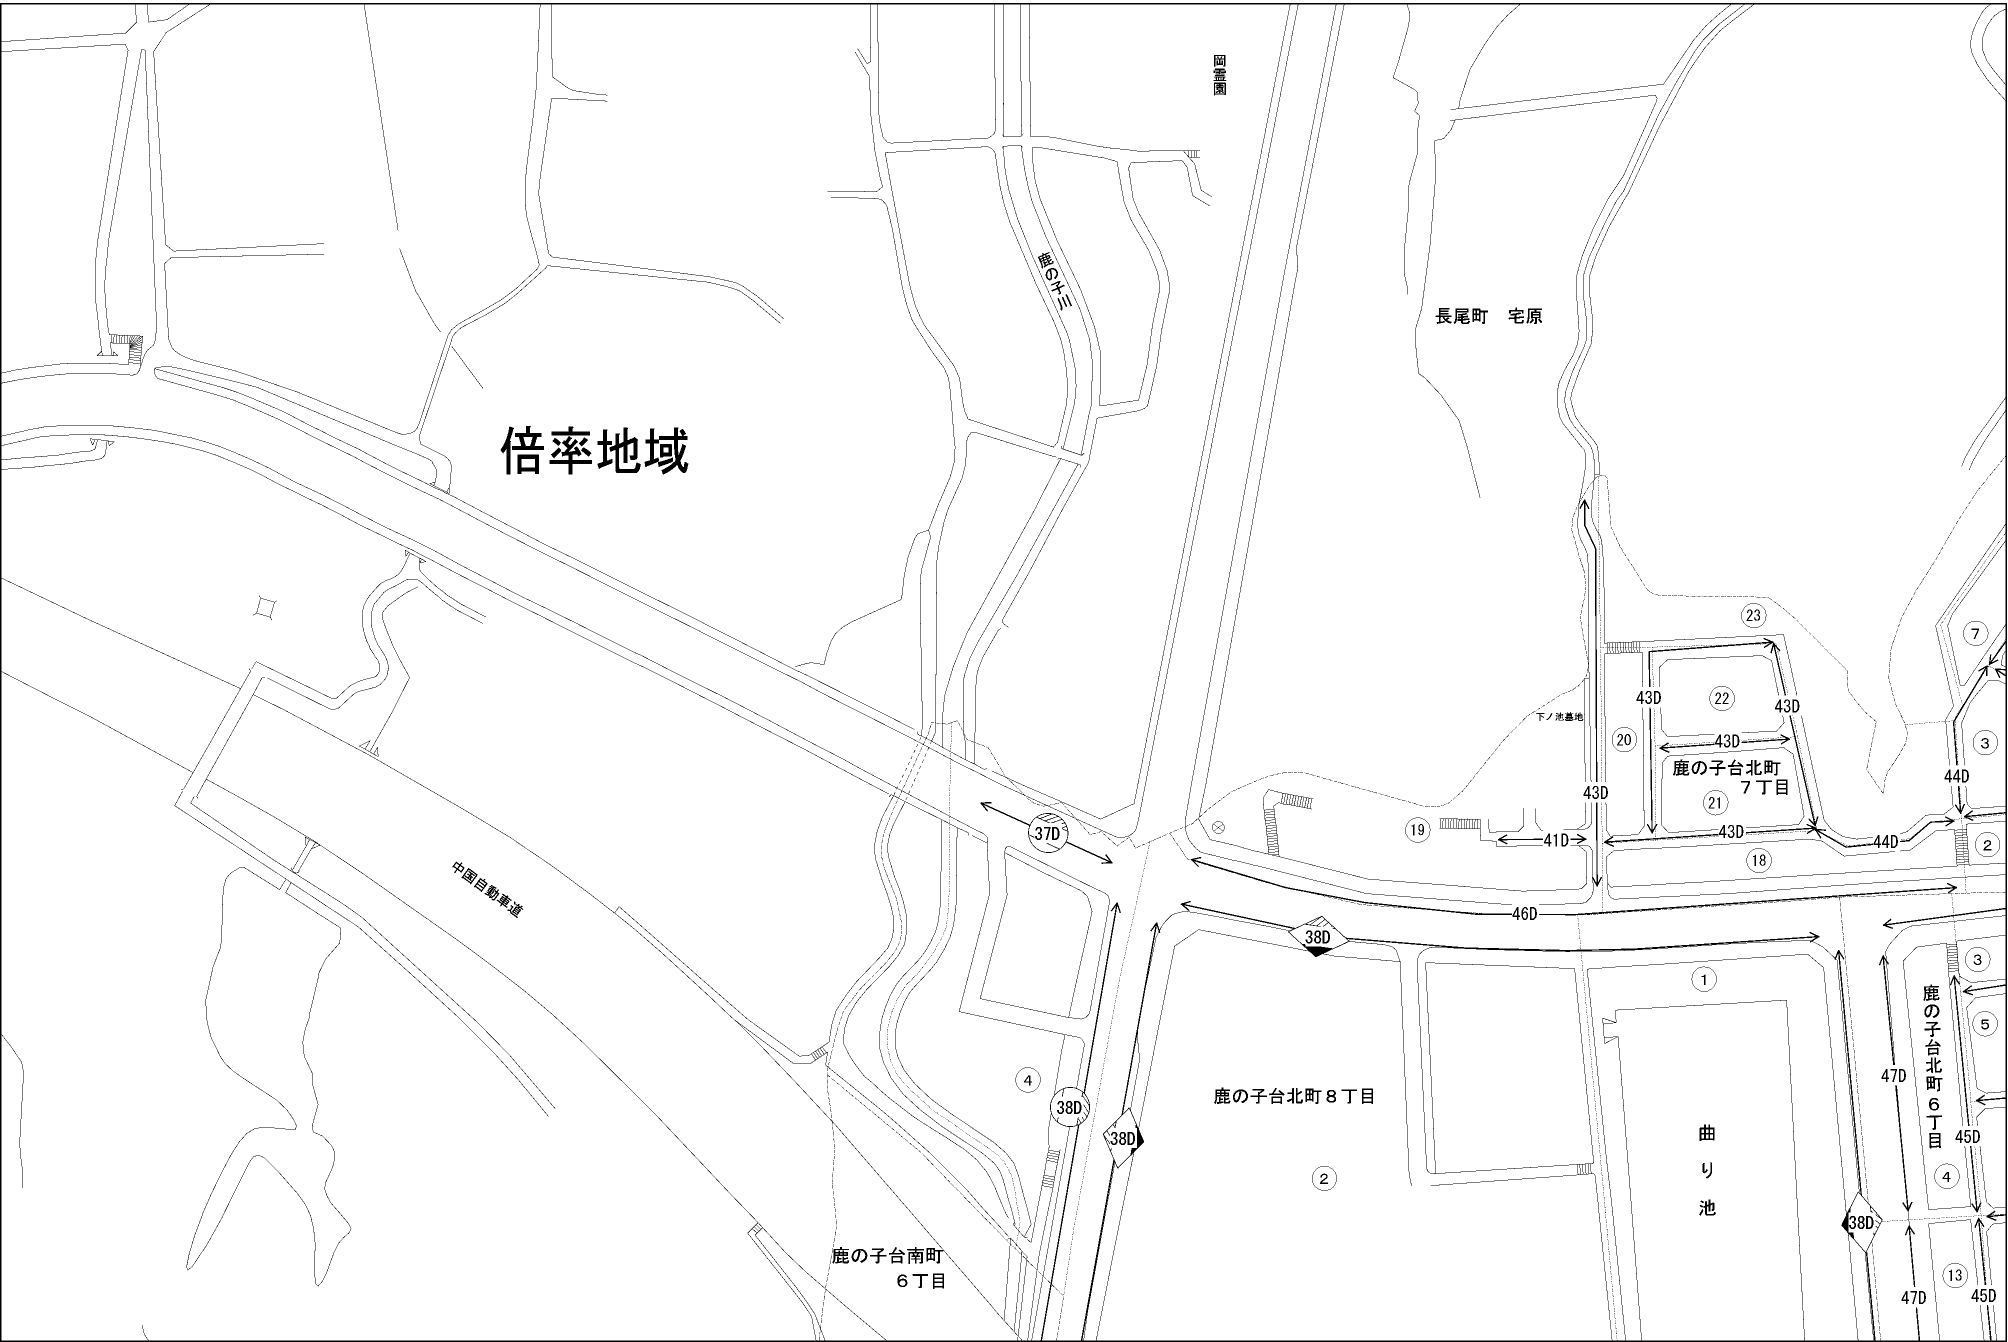 岡霊園
鹿の子川
長尾町　宅原
倍率地域
23
7
22
43D
43D
下ノ池墓地
20
43D
3
鹿の子台北町
７丁目
44D
43D
21
37D
19
41D
43D
44D
2
18
中国自動車道
46D
38D
3
1
鹿の子台北町６丁目
5
47D
4
38D
鹿の子台北町８丁目
38D
曲り池
45D
2
4
38D
鹿の子台南町
６丁目
13
47D
45D